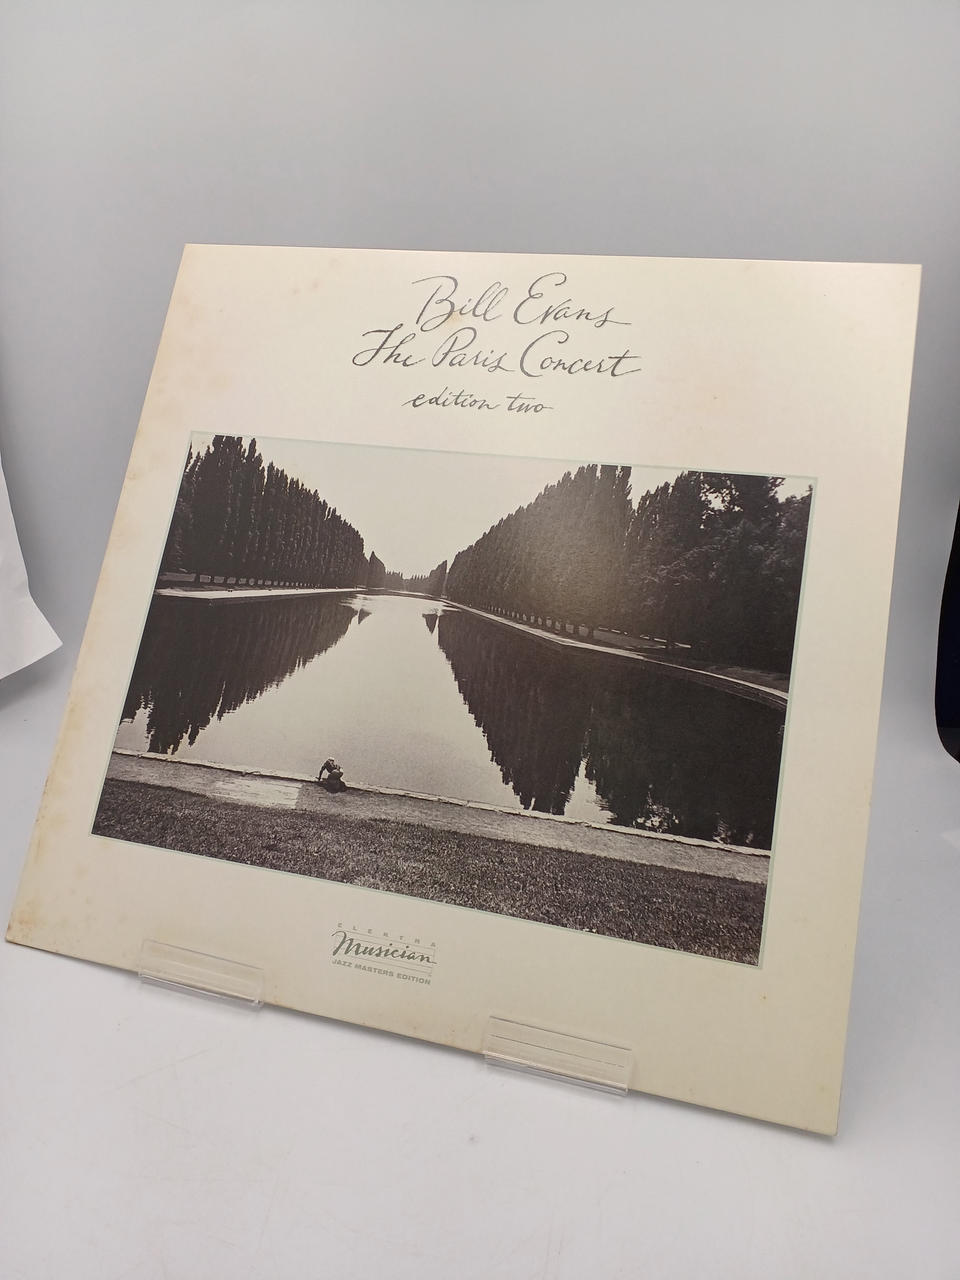 Bill Evans
The Paris Concert
edition two
ELEKTRA
Musician
JAZZ MASTERS EDITION